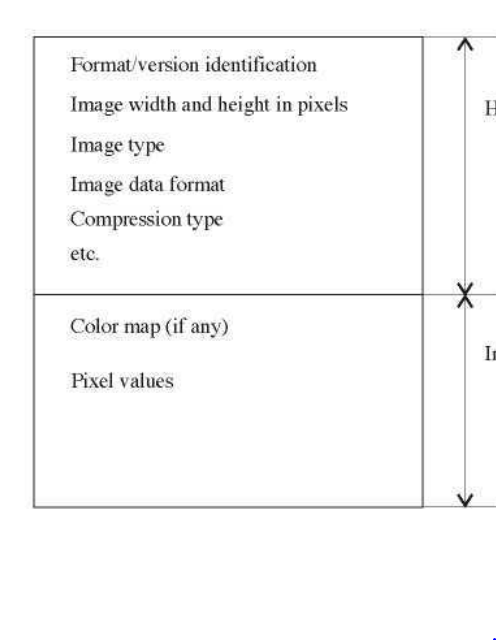 Format/version identification
Image width and height in pixels
Image type
Image data format
Compression type
etc.
Color map (if any)
Pixel values